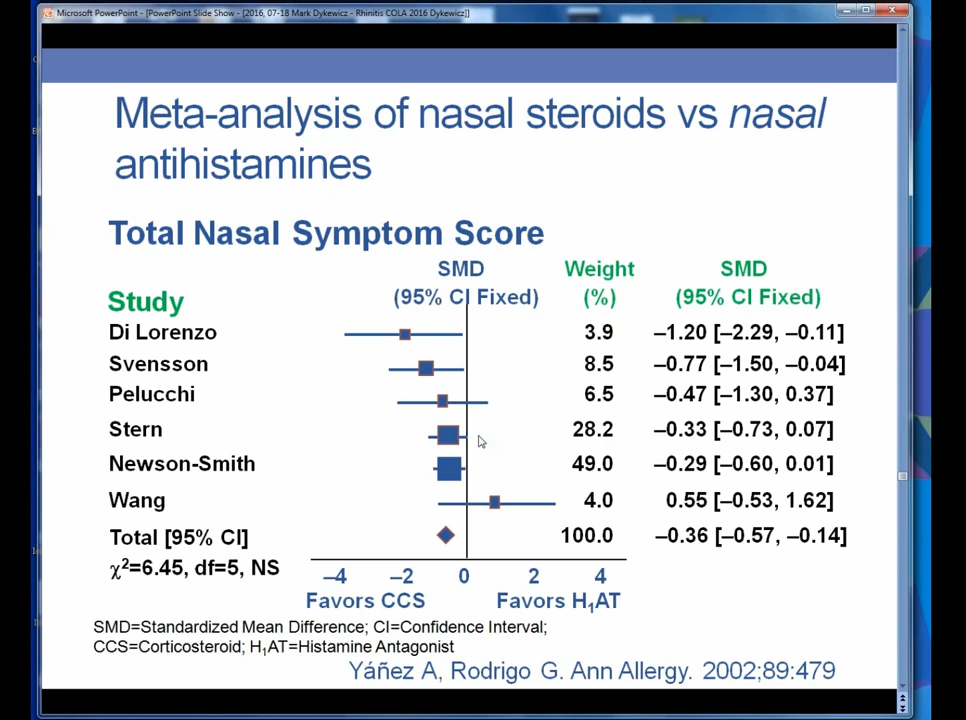 Microsoft PowerPoint - [PowerPoint Slide Show - [2016, 07-18 Mark Dykewicz - Rhinitis COLA 2016 Dykewicz]]
Meta-analysis of nasal steroids vs nasal
antihistamines
Total Nasal Symptom Score
SMD Weight SMD
Study (95% CI Fixed) (%) (95% CI Fixed)
Di Lorenzo 3.9 –1.20 [–2.29, –0.11]
Svensson 8.5 –0.77 [–1.50, –0.04]
Pelucchi 6.5 –0.47 [–1.30, 0.37]
Stern 28.2 –0.33 [–0.73, 0.07]
Newson-Smith 49.0 –0.29 [–0.60, 0.01]
Wang 4.0 0.55 [–0.53, 1.62]
Total [95% CI] 100.0 –0.36 [–0.57, –0.14]
χ²=6.45, df=5, NS
–4 –2 0 2 4
Favors CCS Favors H₁AT
SMD=Standardized Mean Difference; CI=Confidence Interval;
CCS=Corticosteroid; H₁AT=Histamine Antagonist
Yáñez A, Rodrigo G. Ann Allergy. 2002;89:479